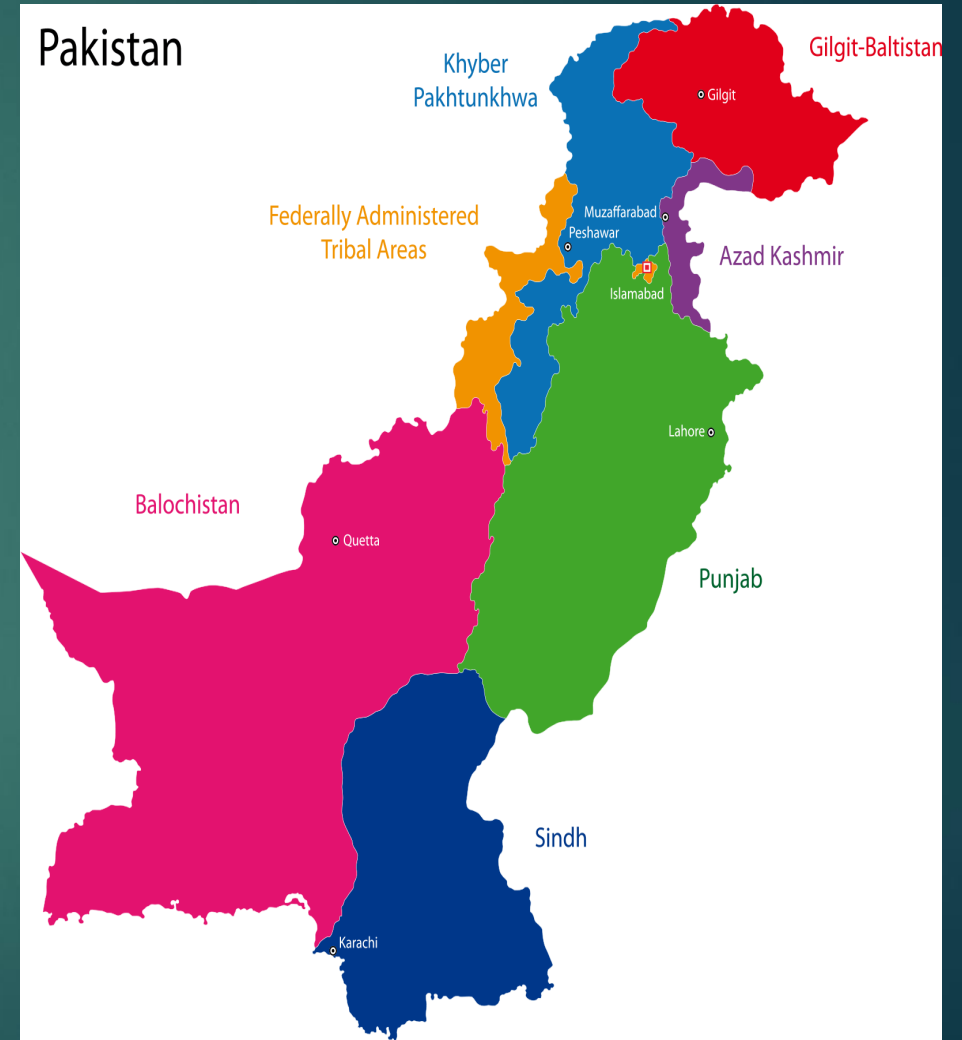 Pakistan
Gilgit-Baltistan
Khyber
Pakhtunkhwa
Gilgit
Federally Administered
Tribal Areas
Muzaffarabad
Peshawar
Azad Kashmir
Islamabad
Lahore
Balochistan
Quetta
Punjab
Sindh
Karachi